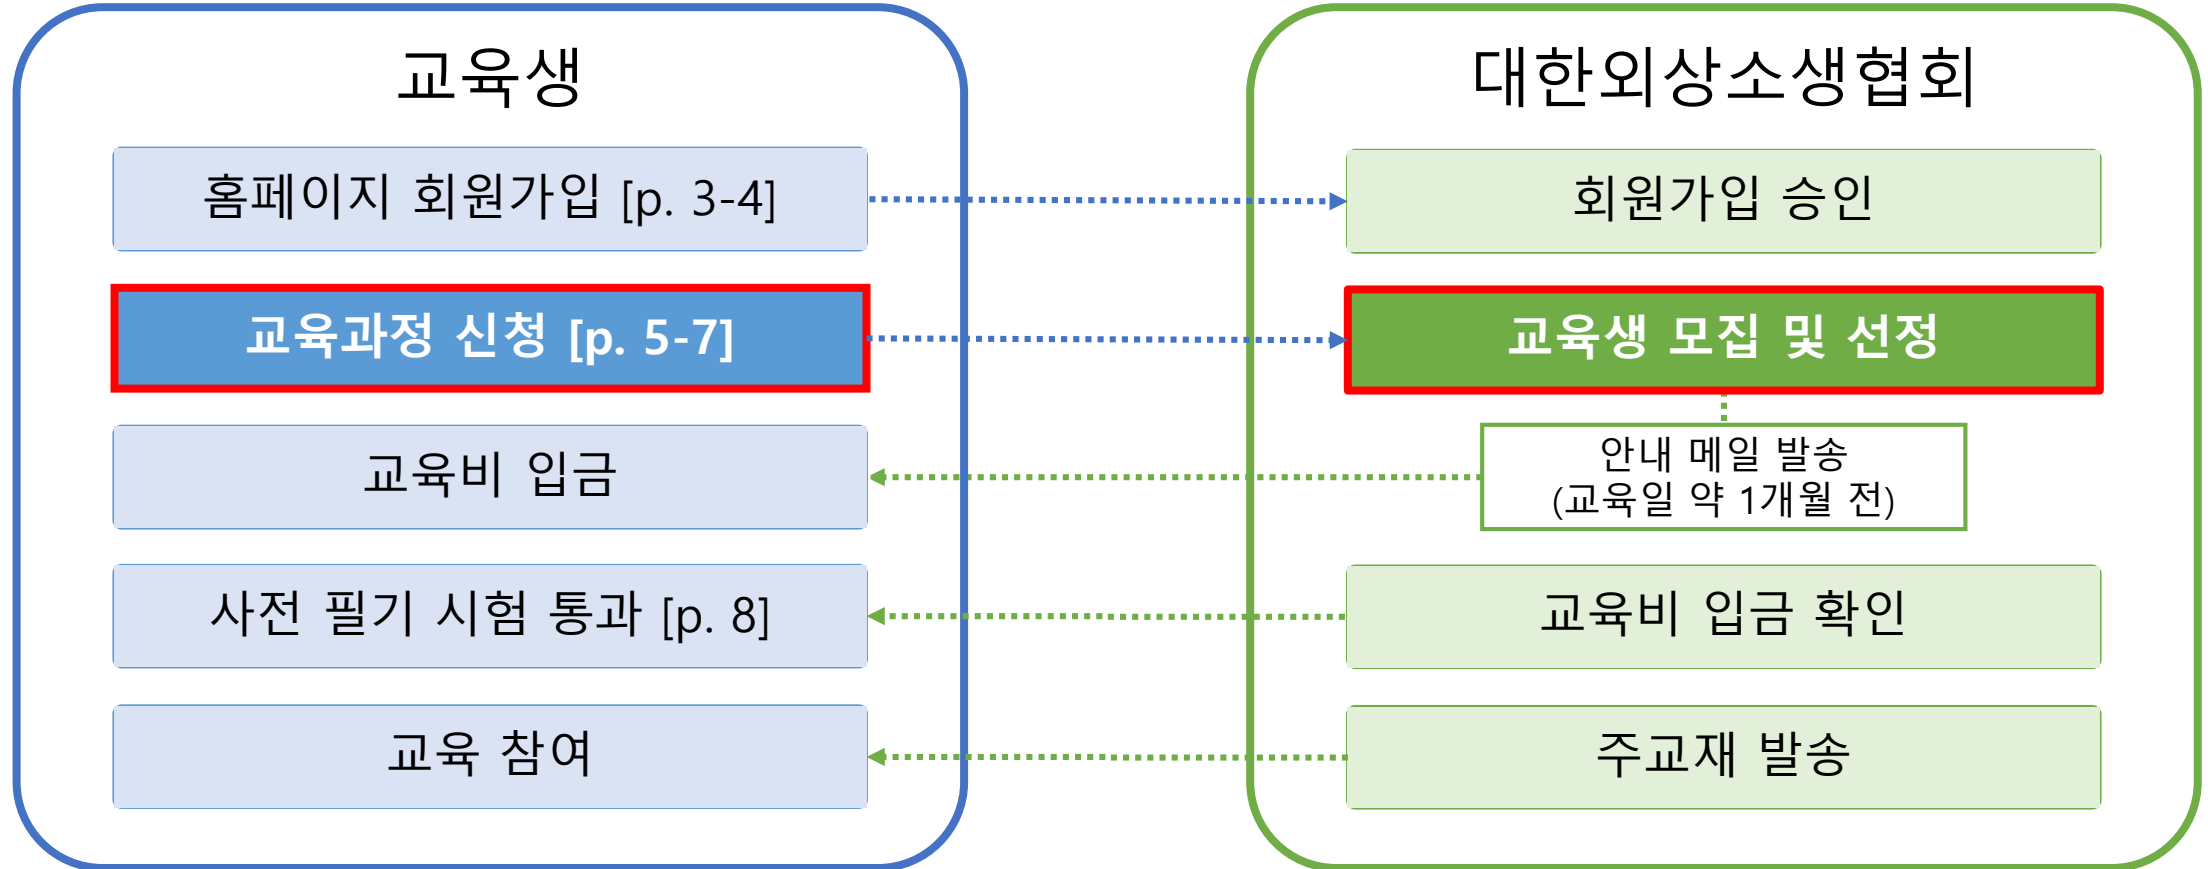 교육생
홈페이지 회원가입 [p. 3-4]
교육과정 신청 [p. 5-7]
교육비 입금
사전 필기 시험 통과 [p. 8]
교육 참여
대한외상소생협회
회원가입 승인
교육생 모집 및 선정
안내 메일 발송
(교육일 약 1개월 전)
교육비 입금 확인
주교재 발송